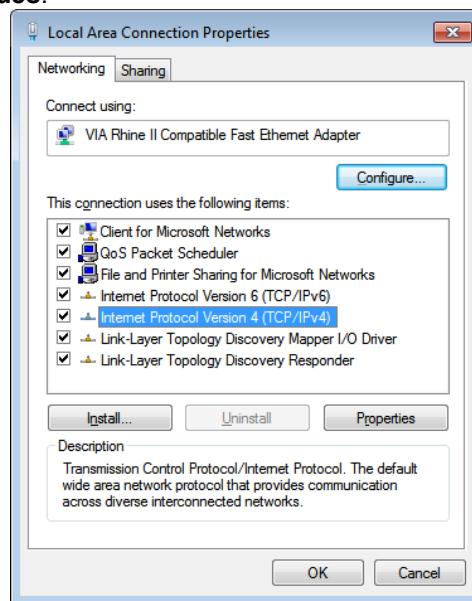 Local Area Connection Properties
Networking Sharing
Connect using:
VIA Rhine II Compatible Fast Ethernet Adapter
Configure...
This connection uses the following items:
Client for Microsoft Networks
QoS Packet Scheduler
File and Printer Sharing for Microsoft Networks
Internet Protocol Version 6 (TCP/IPv6)
Internet Protocol Version 4 (TCP/IPv4)
Link-Layer Topology Discovery Mapper I/O Driver
Link-Layer Topology Discovery Responder
Install... Uninstall Properties
Description
Transmission Control Protocol/Internet Protocol. The default
wide area network protocol that provides communication
across diverse interconnected networks.
OK Cancel